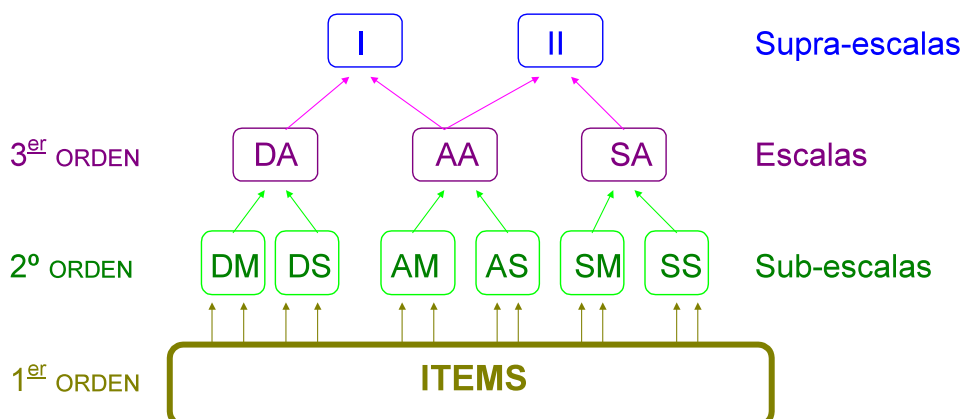 I II Supra-escalas
3er ORDEN DA AA SA Escalas
2º ORDEN DM DS AM AS SM SS Sub-escalas
1er ORDEN ITEMS